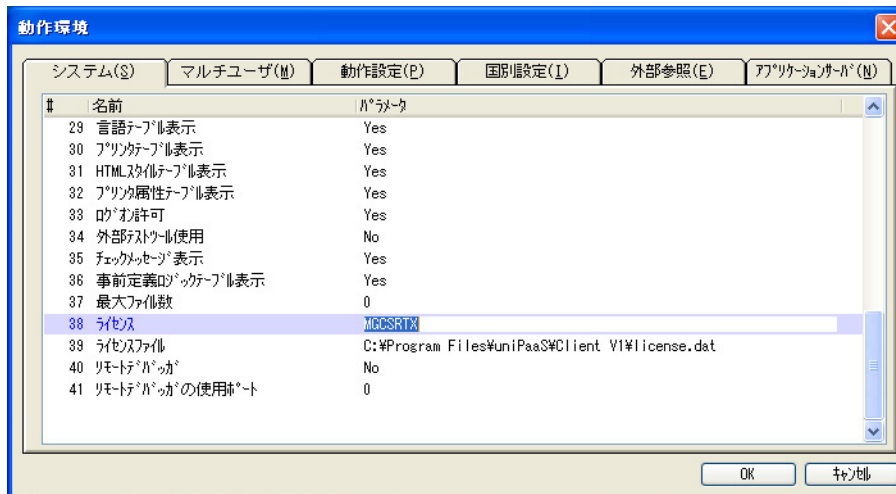 動作環境
システム(S) マルチユーザ(M) 動作設定(P) 国別設定(I) 外部参照(E) ｱﾌﾟﾘｹｰｼｮﾝｻｰﾊﾞ(N)
# 名前 ﾊﾟﾗﾒｰﾀ
29 言語ﾃｰﾌﾞﾙ表示 Yes
30 ﾌﾟﾘﾝﾀﾃｰﾌﾞﾙ表示 Yes
31 HTMLｽﾀｲﾙﾃｰﾌﾞﾙ表示 Yes
32 ﾌﾟﾘﾝﾀ属性ﾃｰﾌﾞﾙ表示 Yes
33 ﾛｸﾞｵﾝ許可 Yes
34 外部ﾃｽﾄﾂｰﾙ使用 No
35 ﾁｪｯｸﾒｯｾｰｼﾞ表示 Yes
36 事前定義ﾛｼﾞｯｸﾃｰﾌﾞﾙ表示 Yes
37 最大ﾌｧｲﾙ数 0
38 ﾗｲｾﾝｽ MGCSRTX
39 ﾗｲｾﾝｽﾌｧｲﾙ C:¥Program Files¥uniPaaS¥Client V1¥license.dat
40 ﾘﾓｰﾄﾃﾞﾊﾞｯｶﾞ No
41 ﾘﾓｰﾄﾃﾞﾊﾞｯｶﾞの使用ﾎﾟｰﾄ 0
OK ｷｬﾝｾﾙ